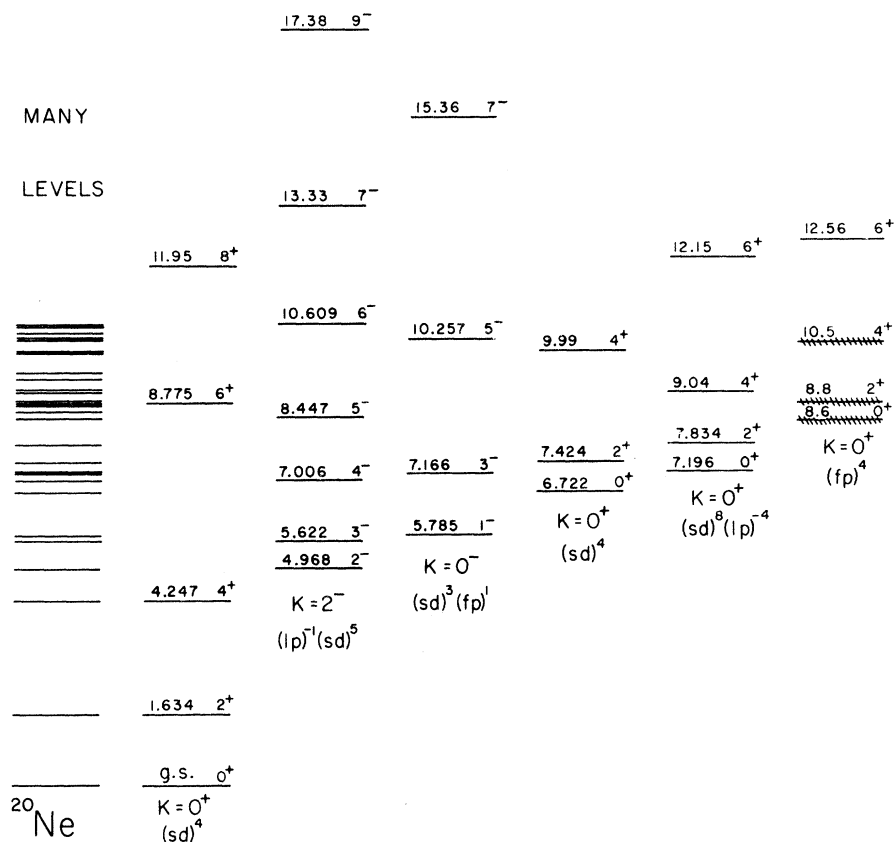 MANY
LEVELS
²⁰Ne
11.95 8⁺
8.775 6⁺
4.247 4⁺
1.634 2⁺
g.s. 0⁺
K=0⁺
(sd)⁴
17.38 9⁻
13.33 7⁻
10.609 6⁻
8.447 5⁻
7.006 4⁻
5.622 3⁻
4.968 2⁻
K=2⁻
(1p)⁻¹(sd)⁵
15.36 7⁻
10.257 5⁻
7.166 3⁻
5.785 1⁻
K=0⁻
(sd)³(fp)¹
9.99 4⁺
7.424 2⁺
6.722 0⁺
K=0⁺
(sd)⁴
12.15 6⁺
9.04 4⁺
7.834 2⁺
7.196 0⁺
K=0⁺
(sd)⁸(1p)⁻⁴
12.56 6⁺
10.5 4⁺
8.8 2⁺
8.6 0⁺
K=0⁺
(fp)⁴